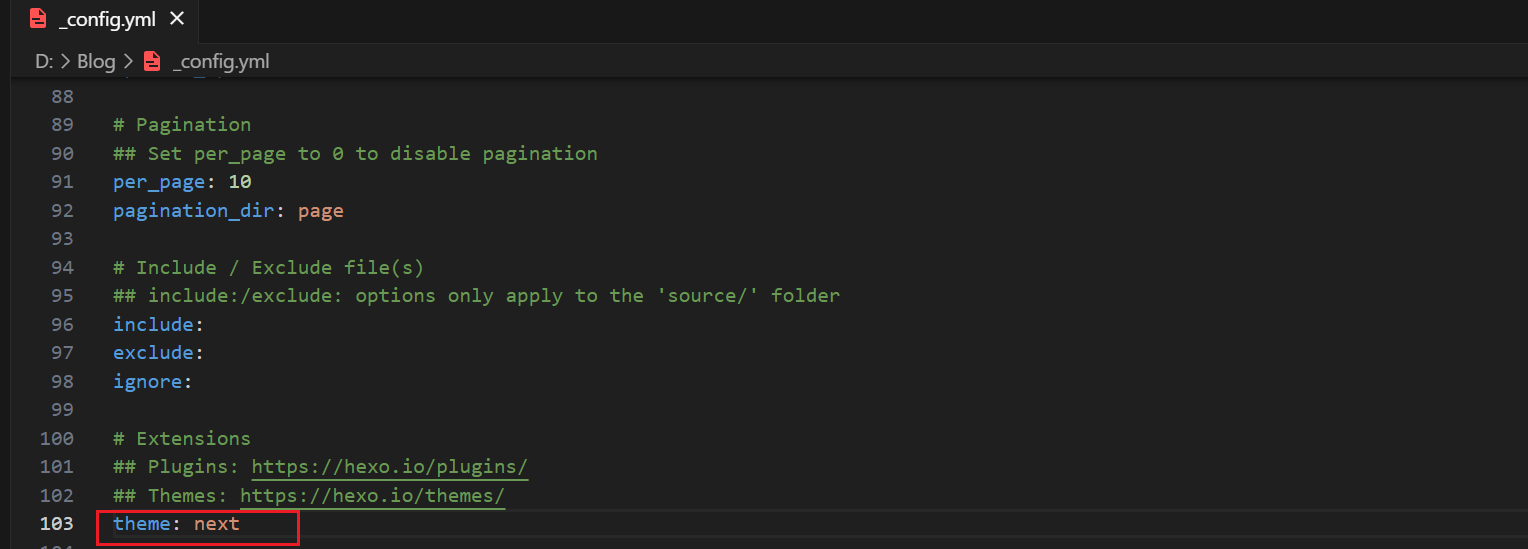 _config.yml
D: > Blog > _config.yml
88
89 # Pagination
90 ## Set per_page to 0 to disable pagination
91 per_page: 10
92 pagination_dir: page
93
94 # Include / Exclude file(s)
95 ## include:/exclude: options only apply to the 'source/' folder
96 include:
97 exclude:
98 ignore:
99
100 # Extensions
101 ## Plugins: https://hexo.io/plugins/
102 ## Themes: https://hexo.io/themes/
103 theme: next